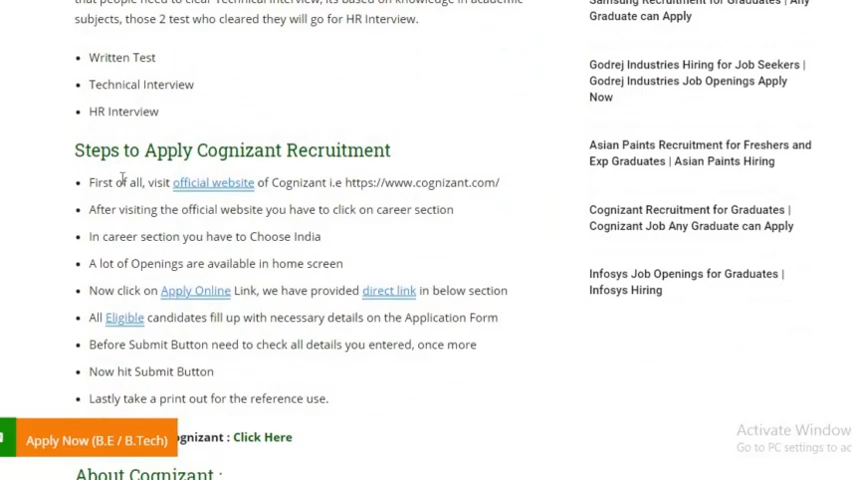 that people need to clear Technical Interview, its based on knowledge in academic
subjects, those 2 test who cleared they will go for HR Interview.
Written Test
Technical Interview
HR Interview
Steps to Apply Cognizant Recruitment
First of all, visit official website of Cognizant i.e https://www.cognizant.com/
After visiting the official website you have to click on career section
In career section you have to Choose India
A lot of Openings are available in home screen
Now click on Apply Online Link, we have provided direct link in below section
All Eligible candidates fill up with necessary details on the Application Form
Before Submit Button need to check all details you entered, once more
Now hit Submit Button
Lastly take a print out for the reference use.
Apply Now (B.E / B.Tech)
gnizant : Click Here
About Cognizant :
Samsung Recruitment for Graduates | Any
Graduate can Apply
Godrej Industries Hiring for Job Seekers |
Godrej Industries Job Openings Apply
Now
Asian Paints Recruitment for Freshers and
Exp Graduates | Asian Paints Hiring
Cognizant Recruitment for Graduates |
Cognizant Job Any Graduate can Apply
Infosys Job Openings for Graduates |
Infosys Hiring
Activate Window
Go to PC settings to ac